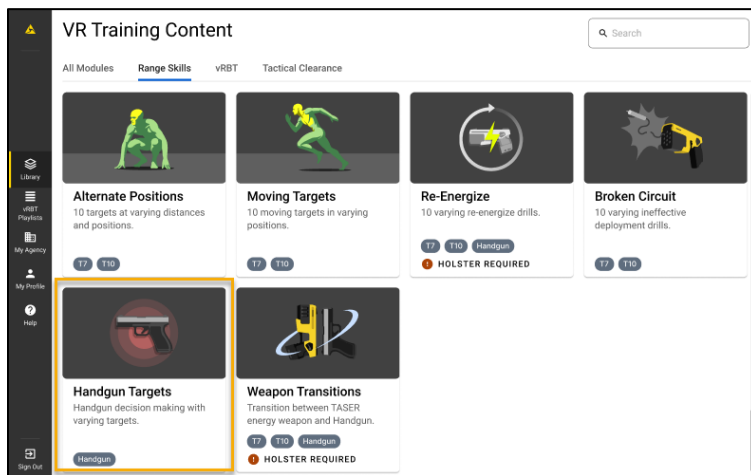 VR Training Content
Search
All Modules Range Skills vRBT Tactical Clearance
Library
vRBT
Playlists
My Agency
My Profile
Help
Sign Out
Alternate Positions
10 targets at varying distances
and positions.
T7 T10
Moving Targets
10 moving targets in varying
positions.
T7 T10
Re-Energize
10 varying re-energize drills.
T7 T10 Handgun
HOLSTER REQUIRED
Broken Circuit
10 varying ineffective
deployment drills.
T7 T10
Handgun Targets
Handgun decision making with
varying targets.
Handgun
Weapon Transitions
Transition between TASER
energy weapon and Handgun.
T7 T10 Handgun
HOLSTER REQUIRED